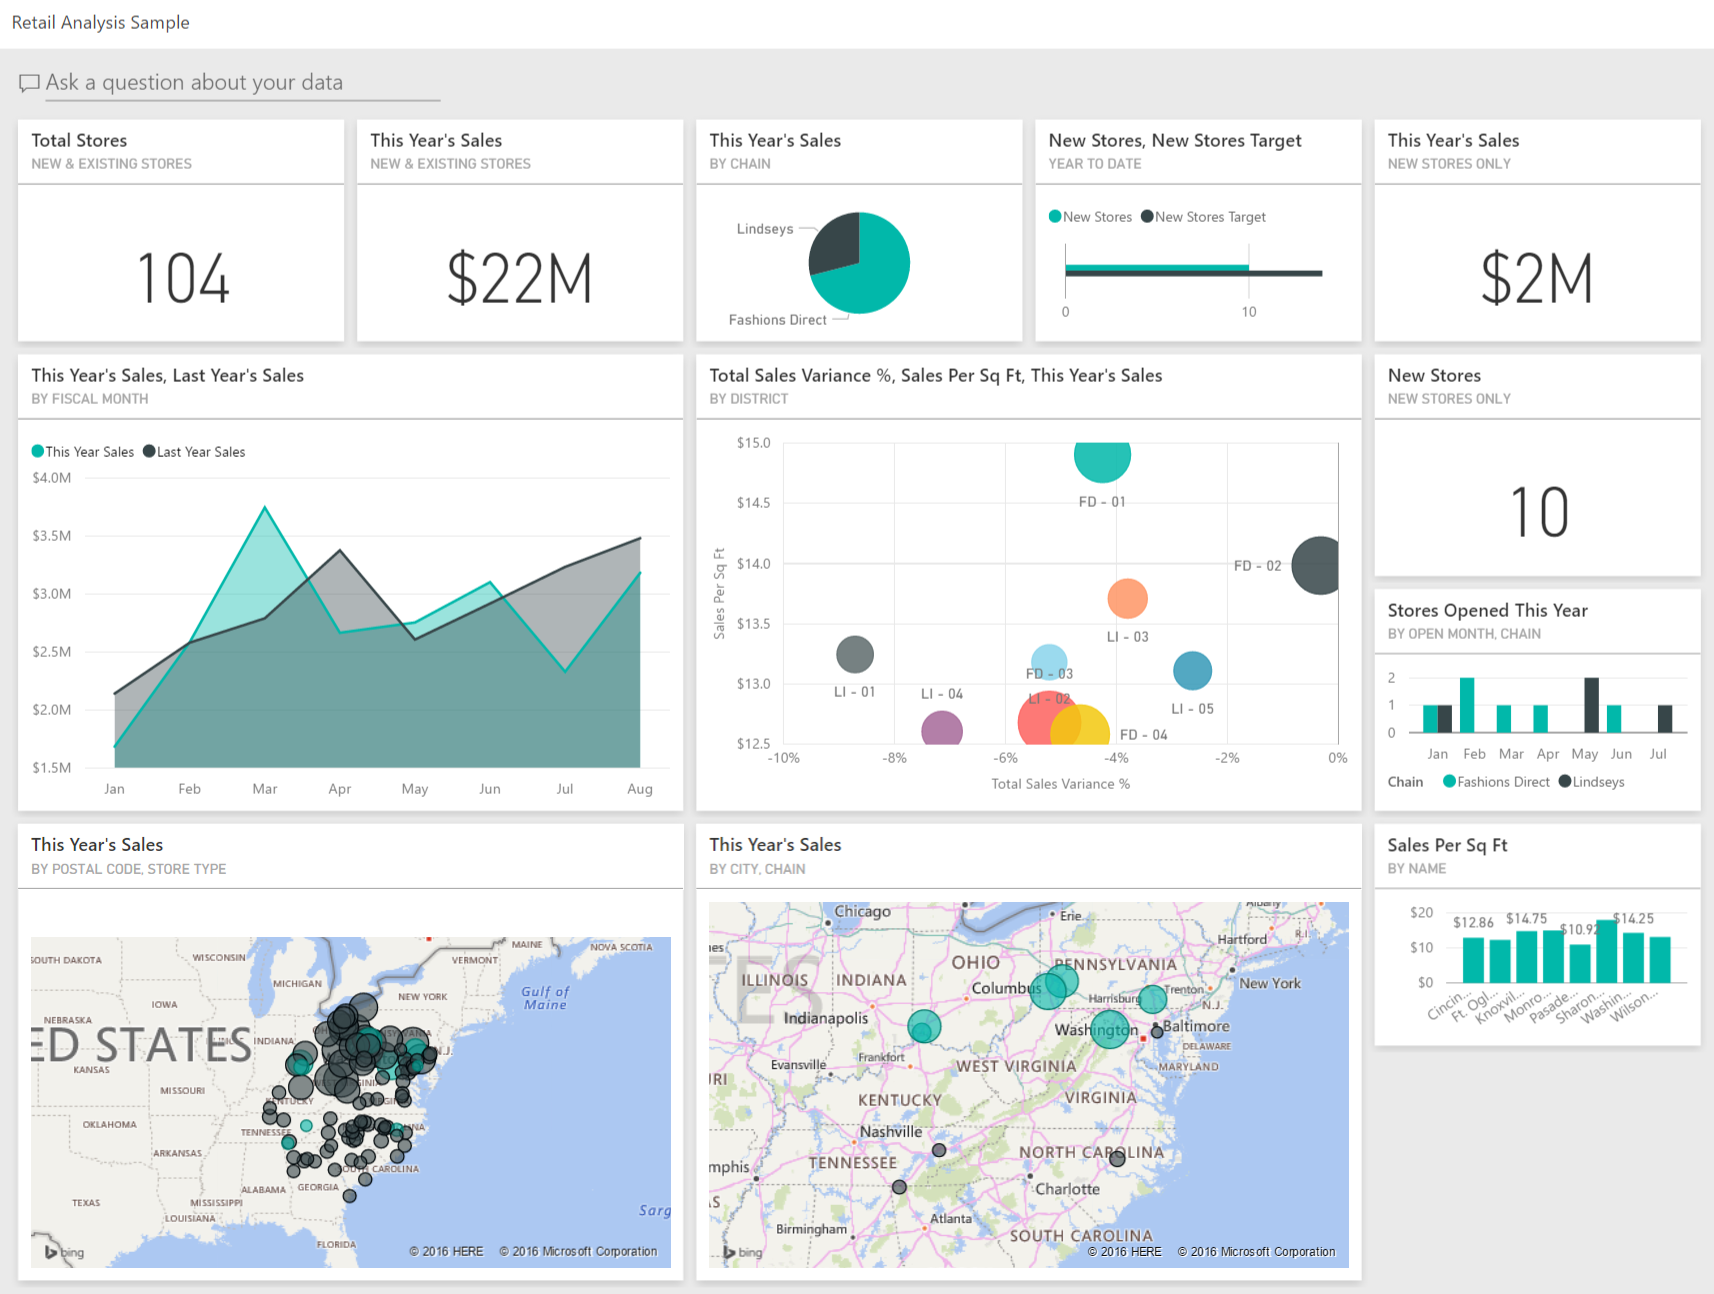 Retail Analysis Sample
Ask a question about your data
Total Stores
NEW & EXISTING STORES
104
This Year's Sales
NEW & EXISTING STORES
$22M
This Year's Sales
BY CHAIN
Lindseys
Fashions Direct
New Stores, New Stores Target
YEAR TO DATE
New Stores New Stores Target
0 10
This Year's Sales
NEW STORES ONLY
$2M
This Year's Sales, Last Year's Sales
BY FISCAL MONTH
This Year Sales Last Year Sales
$4.0M
$3.5M
$3.0M
$2.5M
$2.0M
$1.5M
Jan Feb Mar Apr May Jun Jul Aug
Total Sales Variance %, Sales Per Sq Ft, This Year's Sales
BY DISTRICT
Sales Per Sq Ft
$15.0
$14.5
$14.0
$13.5
$13.0
$12.5
FD - 01
FD - 02
LI - 03
FD - 03
LI - 01
LI - 04
LI - 02
LI - 05
FD - 04
-10% -8% -6% -4% -2% 0%
Total Sales Variance %
New Stores
NEW STORES ONLY
10
Stores Opened This Year
BY OPEN MONTH, CHAIN
2
1
0
Jan Feb Mar Apr May Jun Jul
Chain Fashions Direct Lindseys
This Year's Sales
BY POSTAL CODE, STORE TYPE
MAINE
NOVA SCOTIA
SOUTH DAKOTA
WISCONSIN
VERMONT
MICHIGAN
NEW YORK
Gulf of
Maine
IOWA
NEBRASKA
ED STATES
INDIANA
N.J.
KANSAS
MISSOURI
KENTUCKY
OKLAHOMA
TENNESSEE
ARKANSAS
SOUTH CAROLINA
ALABAMA
GEORGIA
TEXAS
MISSISSIPPI
LOUISIANA
Sarg
FLORIDA
bing
© 2016 HERE © 2016 Microsoft Corporation
This Year's Sales
BY CITY, CHAIN
Chicago
Erie
Albany
nes
Hartford
R.I.
OHIO
PENNSYLVANIA
ES
ILLINOIS
INDIANA
Columbus
Harrisburg
Trenton
New York
N.J.
Indianapolis
Washington
Baltimore
DELAWARE
Frankfort
Evansville
WEST VIRGINIA
MARYLAND
URI
KENTUCKY
VIRGINIA
Nashville
NORTH CAROLINA
mphis
TENNESSEE
Charlotte
AS
Atlanta
Birmingham
SOUTH CAROLINA
bing
© 2016 HERE © 2016 Microsoft Corporation
Sales Per Sq Ft
BY NAME
$20
$10
$0
$12.86
$14.75
$10.92
$14.25
Cincin...
Ft. Ogl...
Knoxvil...
Monro...
Pasade...
Sharon...
Washin...
Wilson...